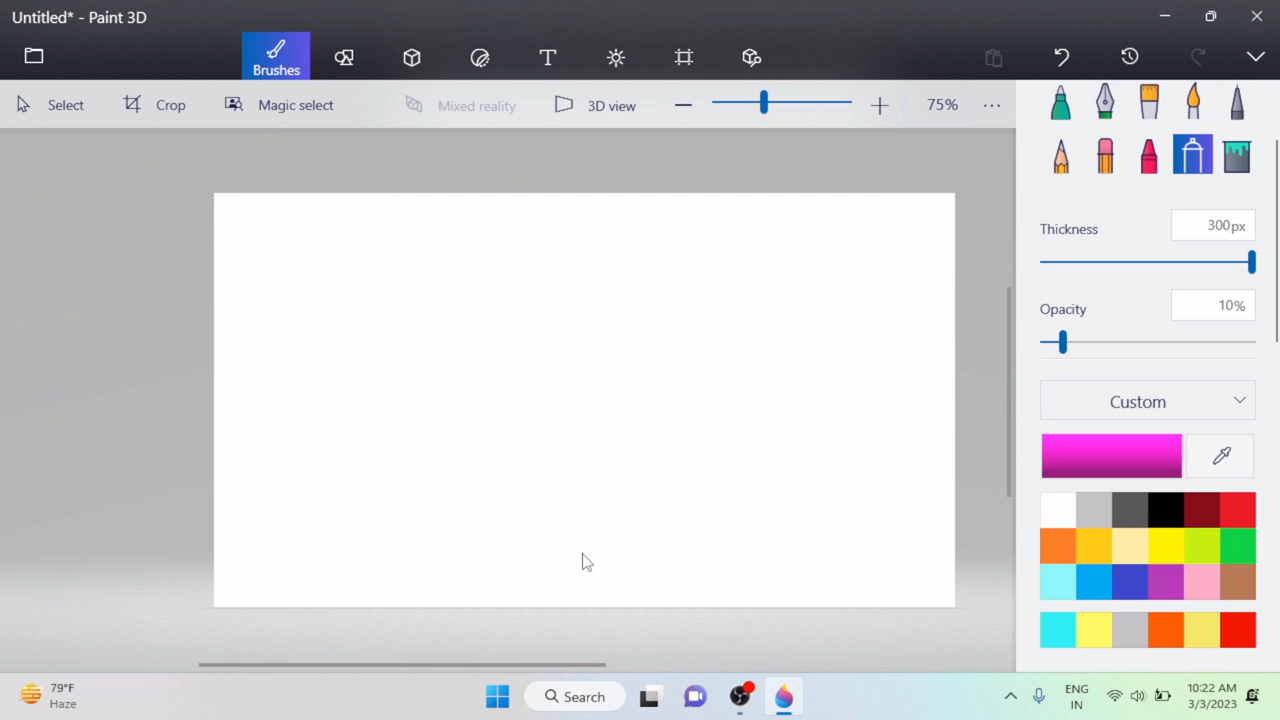 Untitled* - Paint 3D
Brushes
Select
Crop
Magic select
Mixed reality
3D view
75%
Thickness
300px
Opacity
10%
Custom
79°F
Haze
Search
ENG
IN
10:22 AM
3/3/2023